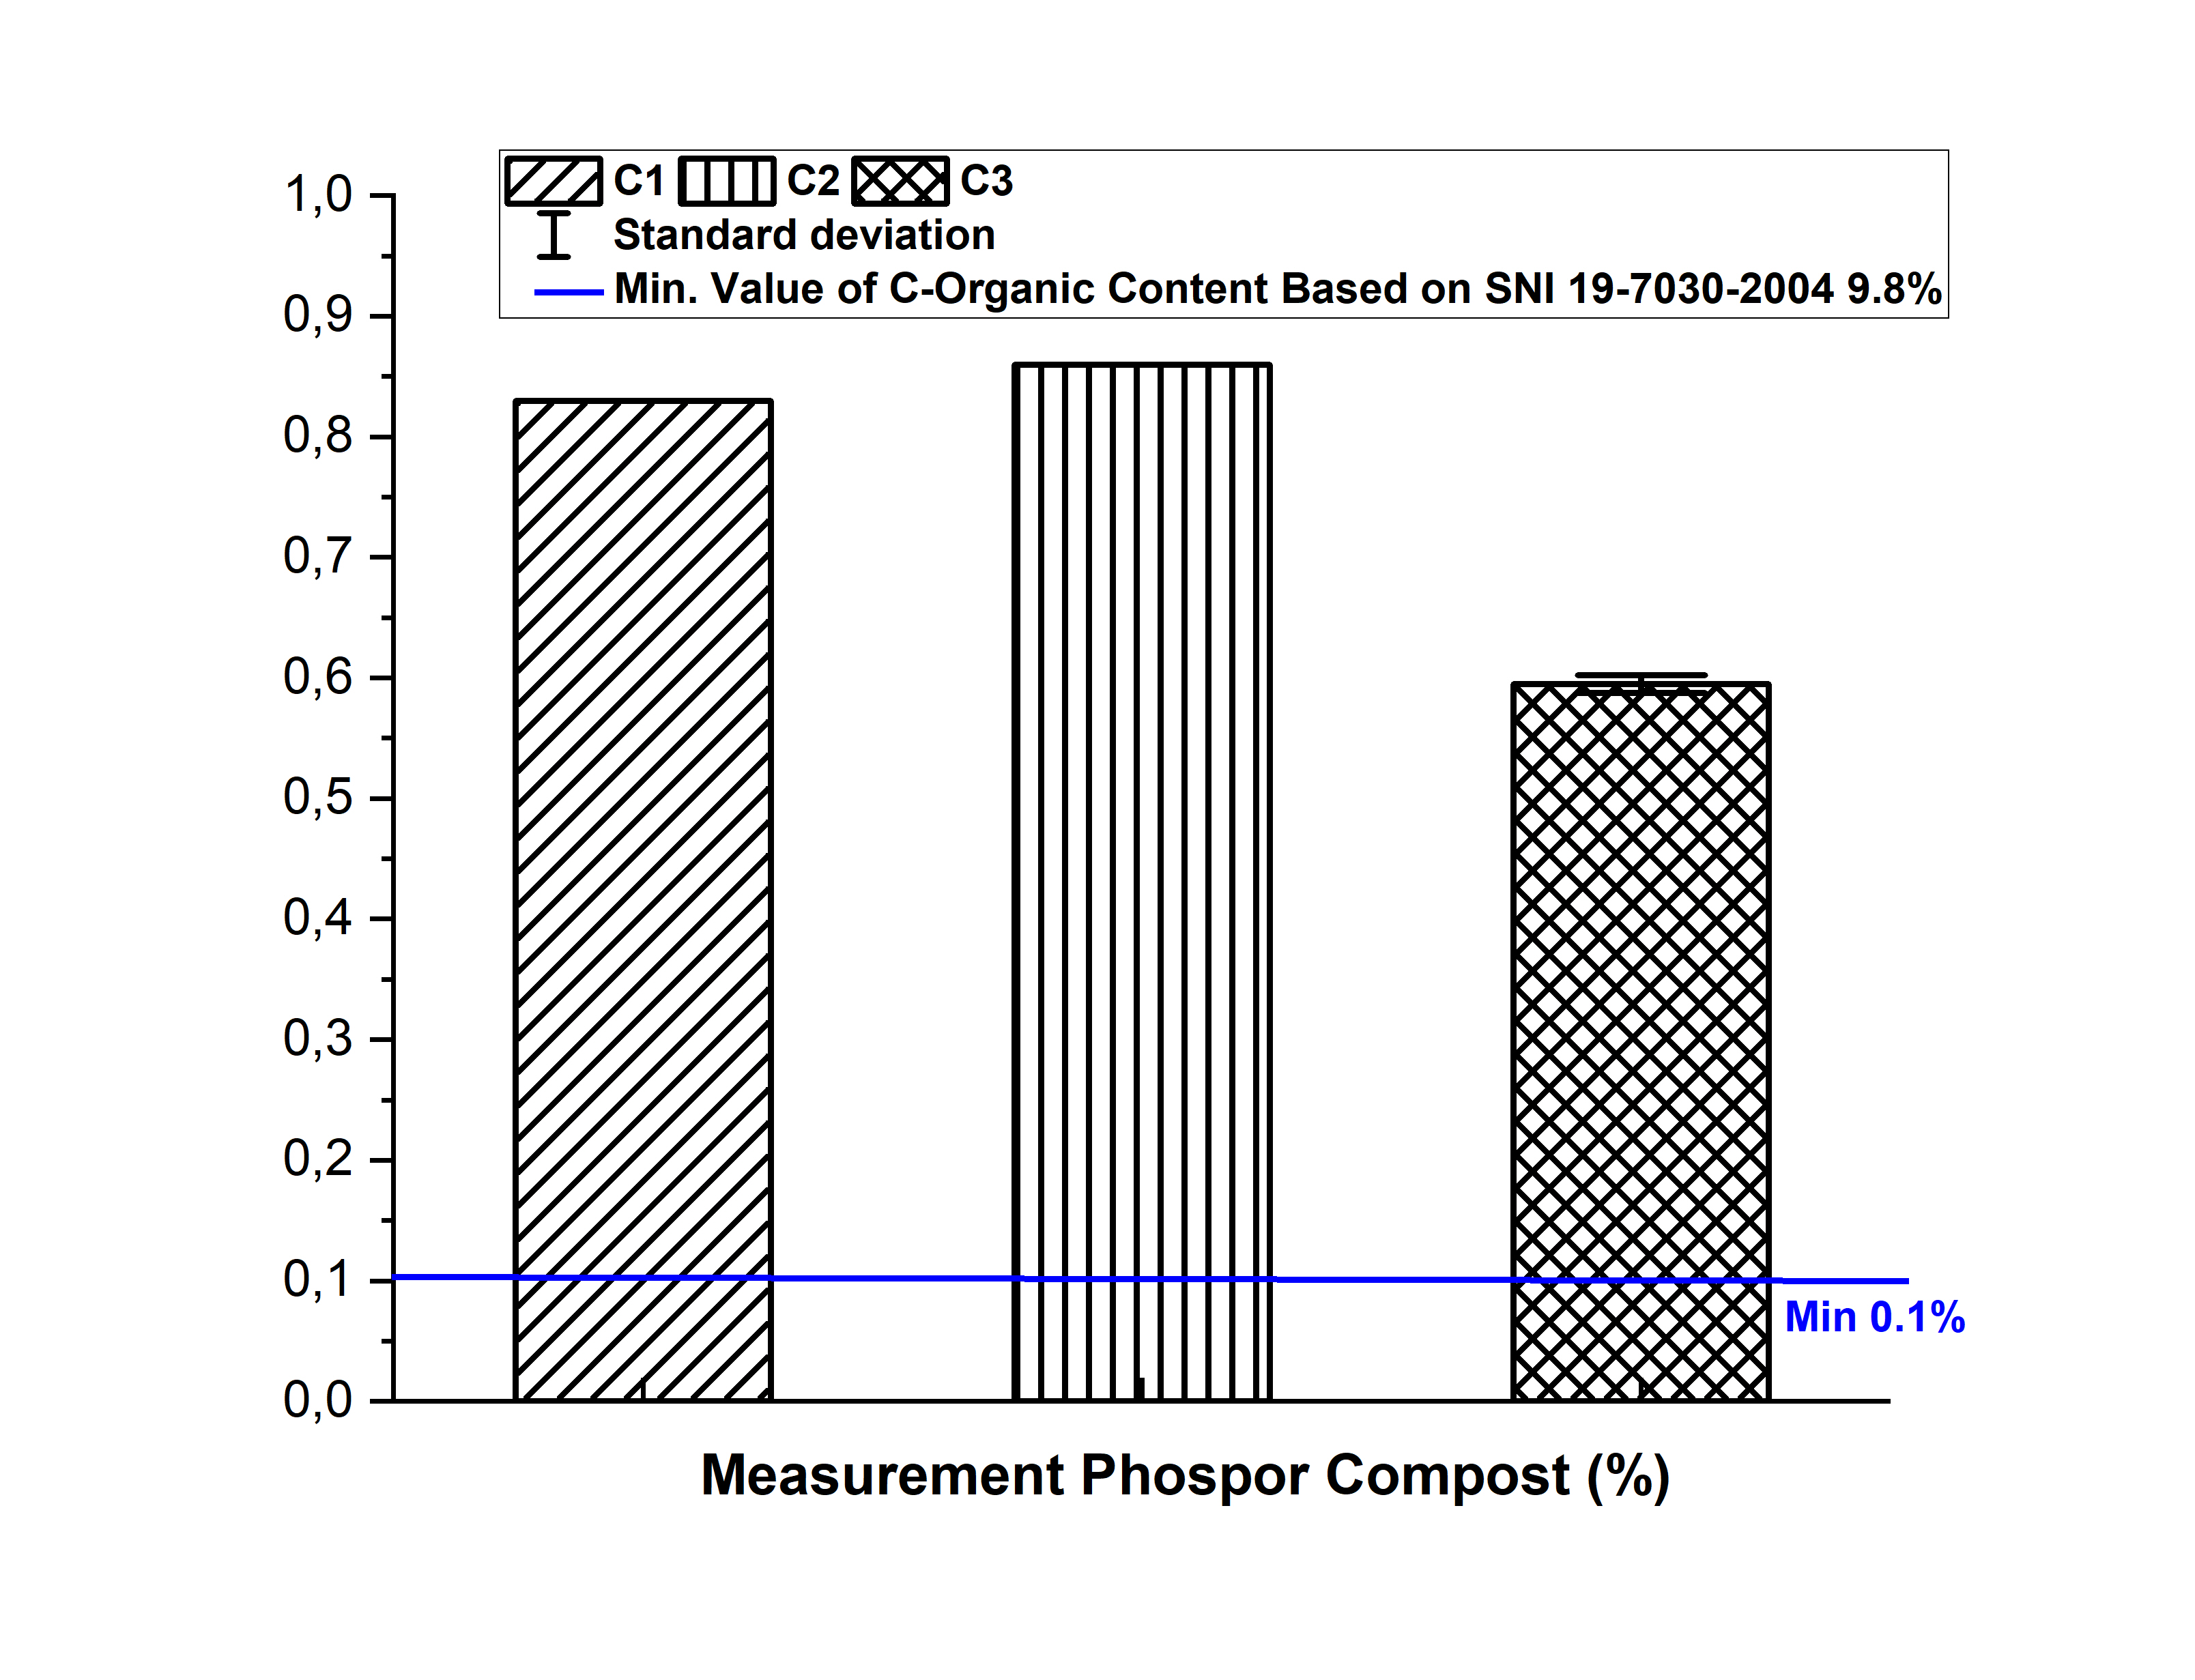 C1 C2 C3
Standard deviation
Min. Value of C-Organic Content Based on SNI 19-7030-2004 9.8%
1,0
0,9
0,8
0,7
0,6
0,5
0,4
0,3
0,2
0,1
0,0
Min 0.1%
Measurement Phospor Compost (%)